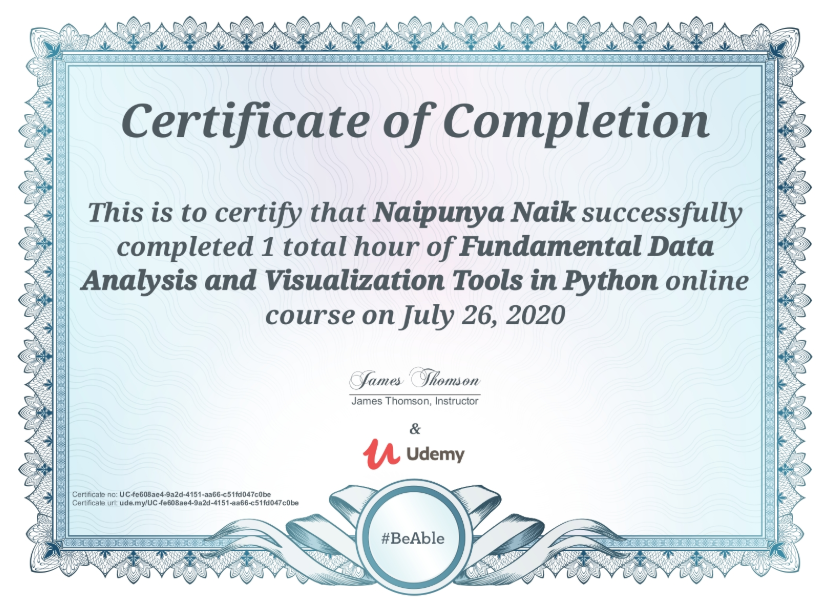 Certificate of Completion
This is to certify that Naipunya Naik successfully
completed 1 total hour of Fundamental Data
Analysis and Visualization Tools in Python online
course on July 26, 2020
James Thomson
James Thomson, Instructor
&
Udemy
Certificate no: UC-fe608ae4-9a2d-4151-aa66-c51fd047c0be
Certificate url: ude.my/UC-fe608ae4-9a2d-4151-aa66-c51fd047c0be
#BeAble